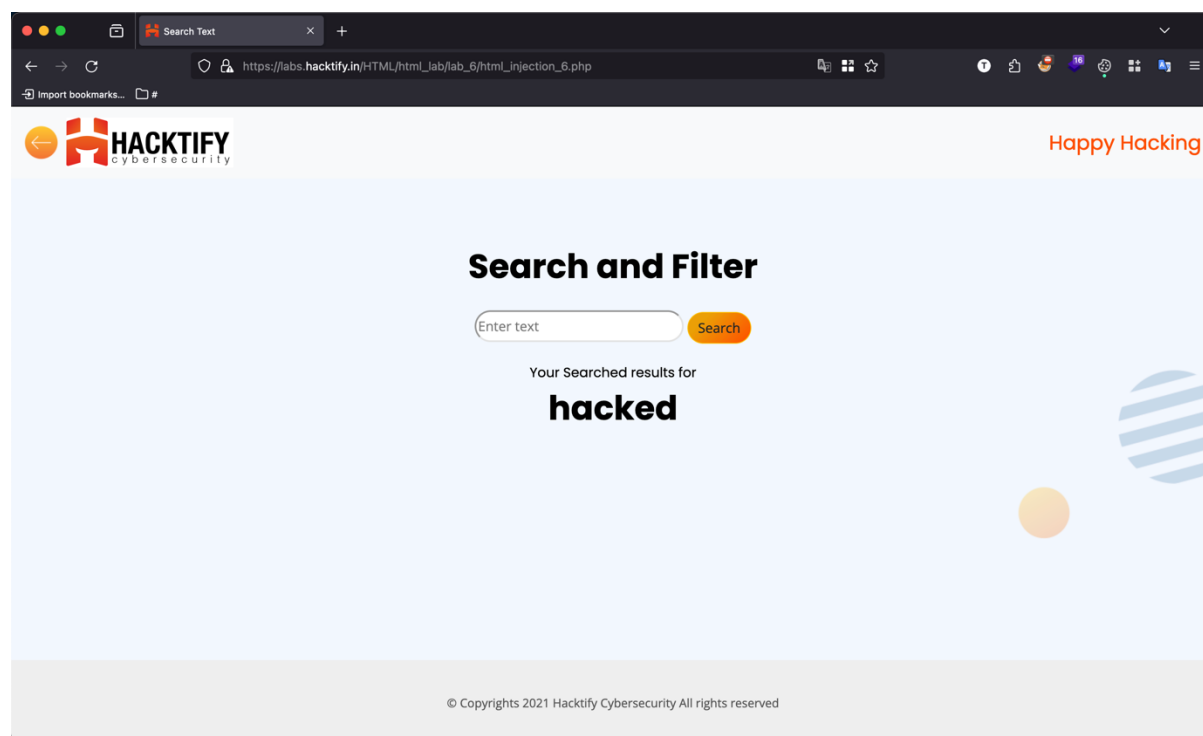 Search Text
https://labs.hacktify.in/HTML/html_lab/lab_6/html_injection_6.php
T
16
Import bookmarks... #
HACKTIFY
cybersecurity
Happy Hacking
Search and Filter
Enter text Search
Your Searched results for
hacked
© Copyrights 2021 Hacktify Cybersecurity All rights reserved